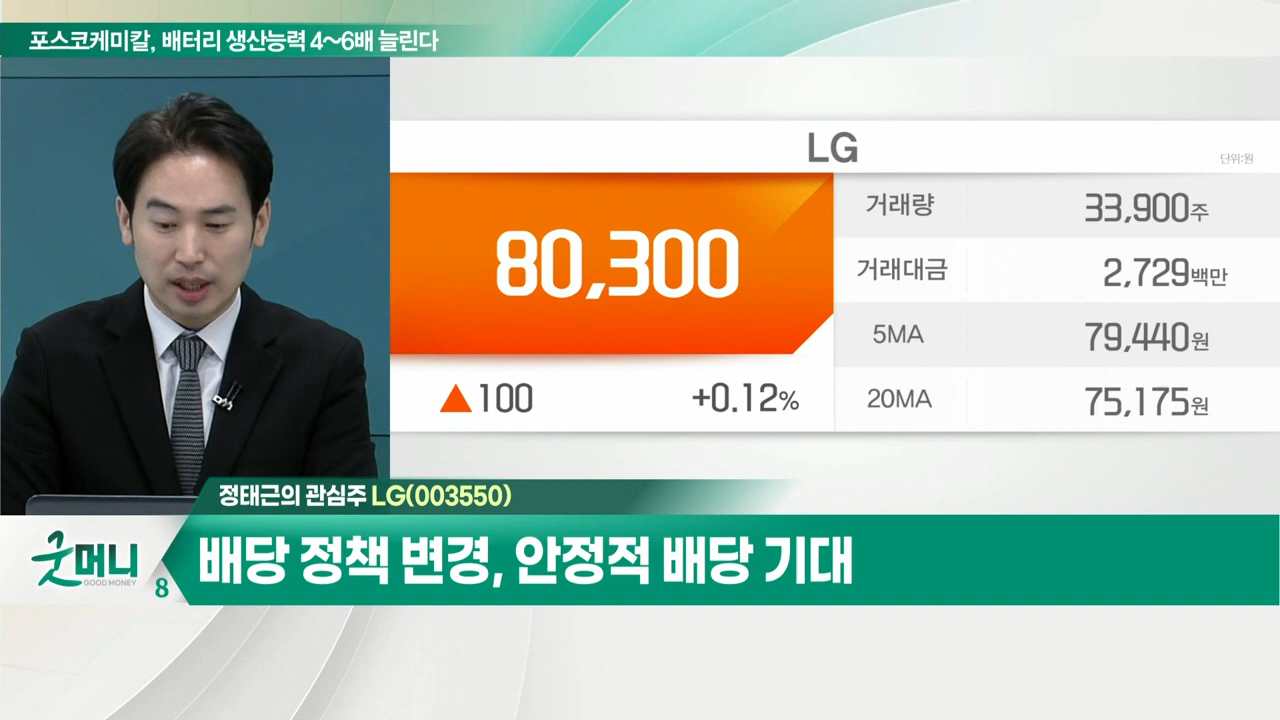 포스코케미칼, 배터리 생산능력 4~6배 늘린다
LG
단위:원
80,300
▲100 +0.12%
거래량 33,900주
거래대금 2,729백만
5MA 79,440원
20MA 75,175원
정태근의 관심주 LG(003550)
굿머니
GOOD MONEY
8
배당 정책 변경, 안정적 배당 기대